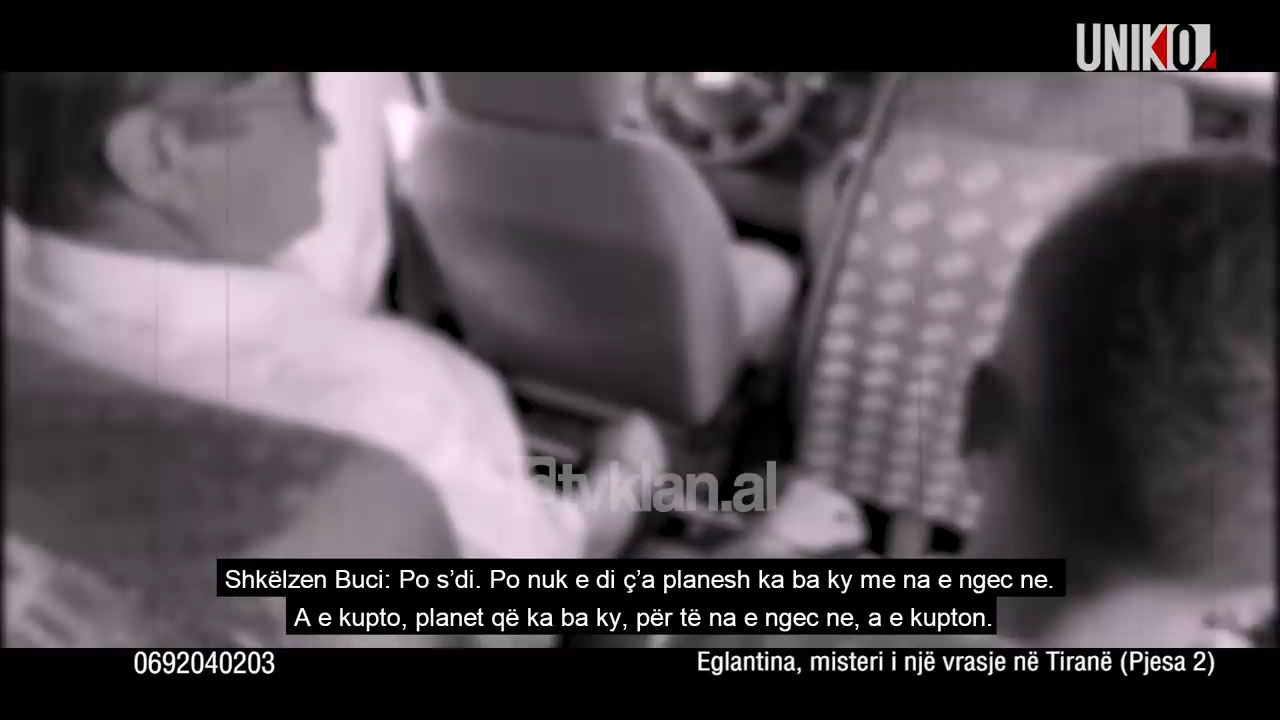 UNIKO
tvklan.al
Shkëlzen Buci: Po s’di. Po nuk e di ç’a planesh ka ba ky me na e ngec ne.
A e kupto, planet që ka ba ky, për të na e ngec ne, a e kupton.
0692040203
Eglantina, misteri i një vrasje në Tiranë (Pjesa 2)